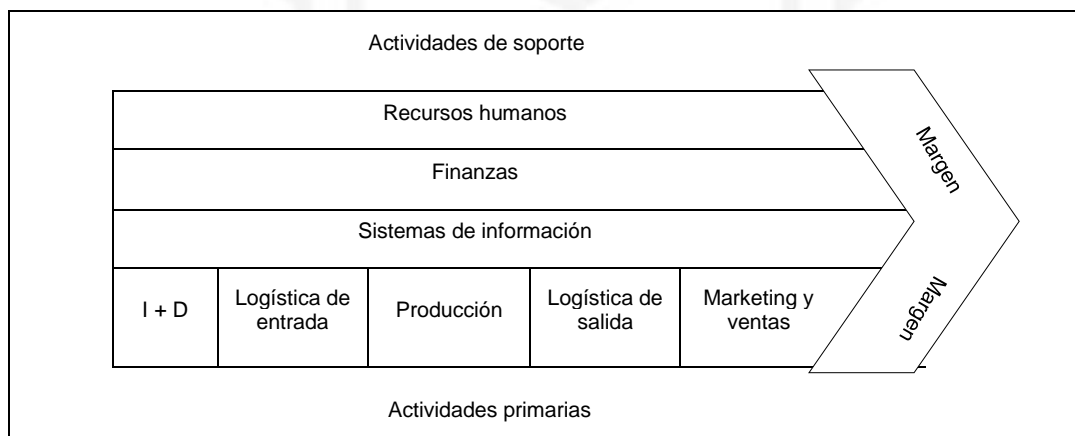 Actividades de soporte
Recursos humanos
Finanzas
Sistemas de información
I + D
Logística de
entrada
Producción
Logística de
salida
Marketing y
ventas
Margen
Margen
Actividades primarias